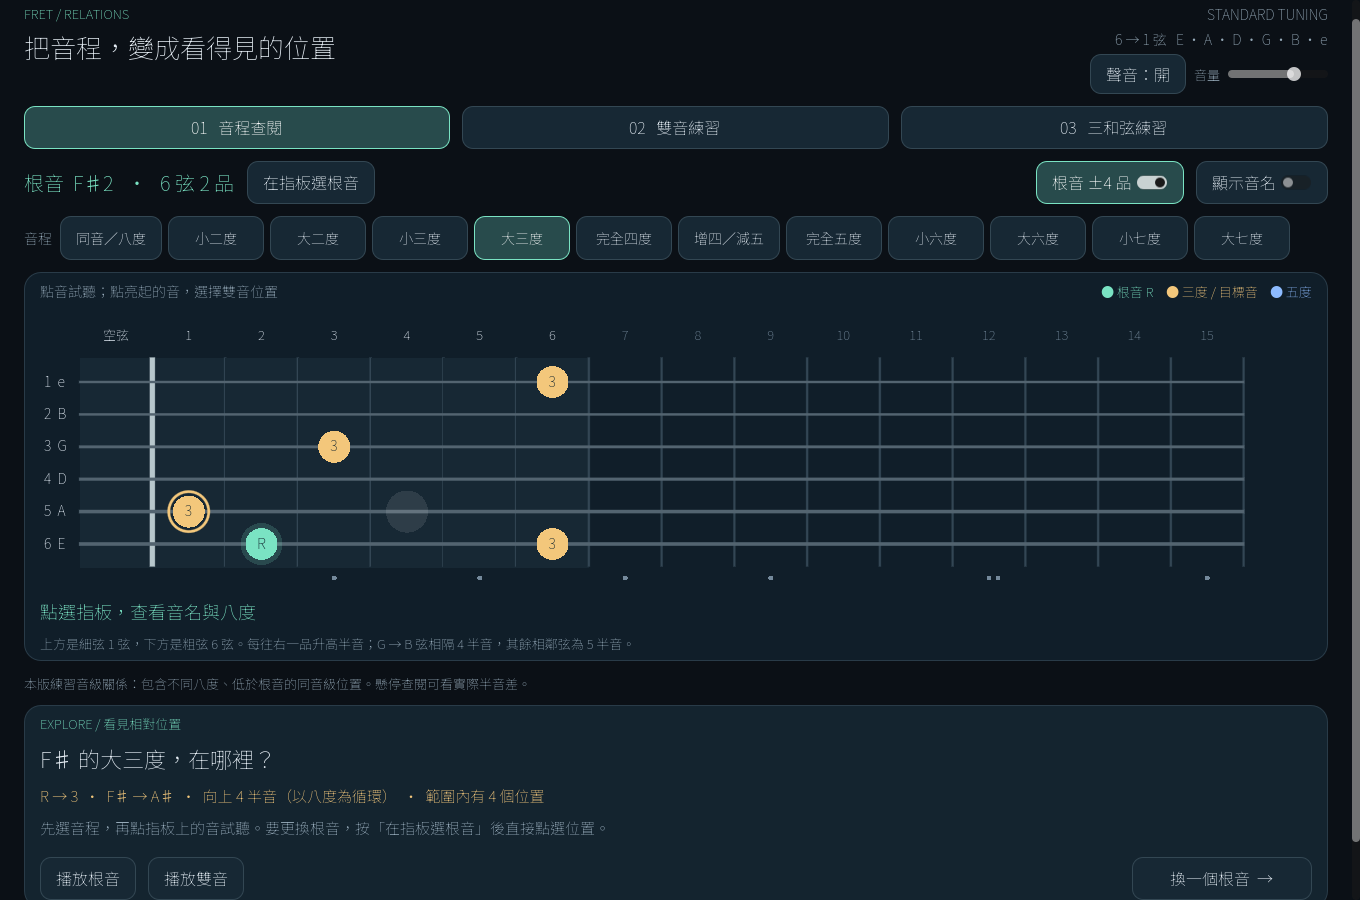 FRET / RELATIONS
STANDARD TUNING
把音程，變成看得見的位置
6→1弦 E・A・D・G・B・e
聲音：開
音量
01 音程查閱
02 雙音練習
03 三和弦練習
根音 F♯2 ・ 6弦2品
在指板選根音
根音 ±4 品
顯示音名
音程
同音／八度
小二度
大二度
小三度
大三度
完全四度
增四／減五
完全五度
小六度
大六度
小七度
大七度
點音試聽；點亮起的音，選擇雙音位置
根音 R
三度 / 目標音
五度
空弦 1 2 3 4 5 6 7 8 9 10 11 12 13 14 15
1 e 3
2 B
3 G 3
4 D
5 A 3
6 E R 3
點選指板，查看音名與八度
上方是細弦 1 弦，下方是粗弦 6 弦。每往右一品升高半音；G→B 弦相隔 4 半音，其餘相鄰弦為 5 半音。
本版練習音級關係：包含不同八度、低於根音的同音級位置。懸停查閱可看實際半音差。
EXPLORE / 看見相對位置
F♯ 的大三度，在哪裡？
R→3 ・ F♯→A♯ ・ 向上 4 半音（以八度為循環） ・ 範圍內有 4 個位置
先選音程，再點指板上的音試聽。要更換根音，按「在指板選根音」後直接點選位置。
播放根音
播放雙音
換一個根音 →